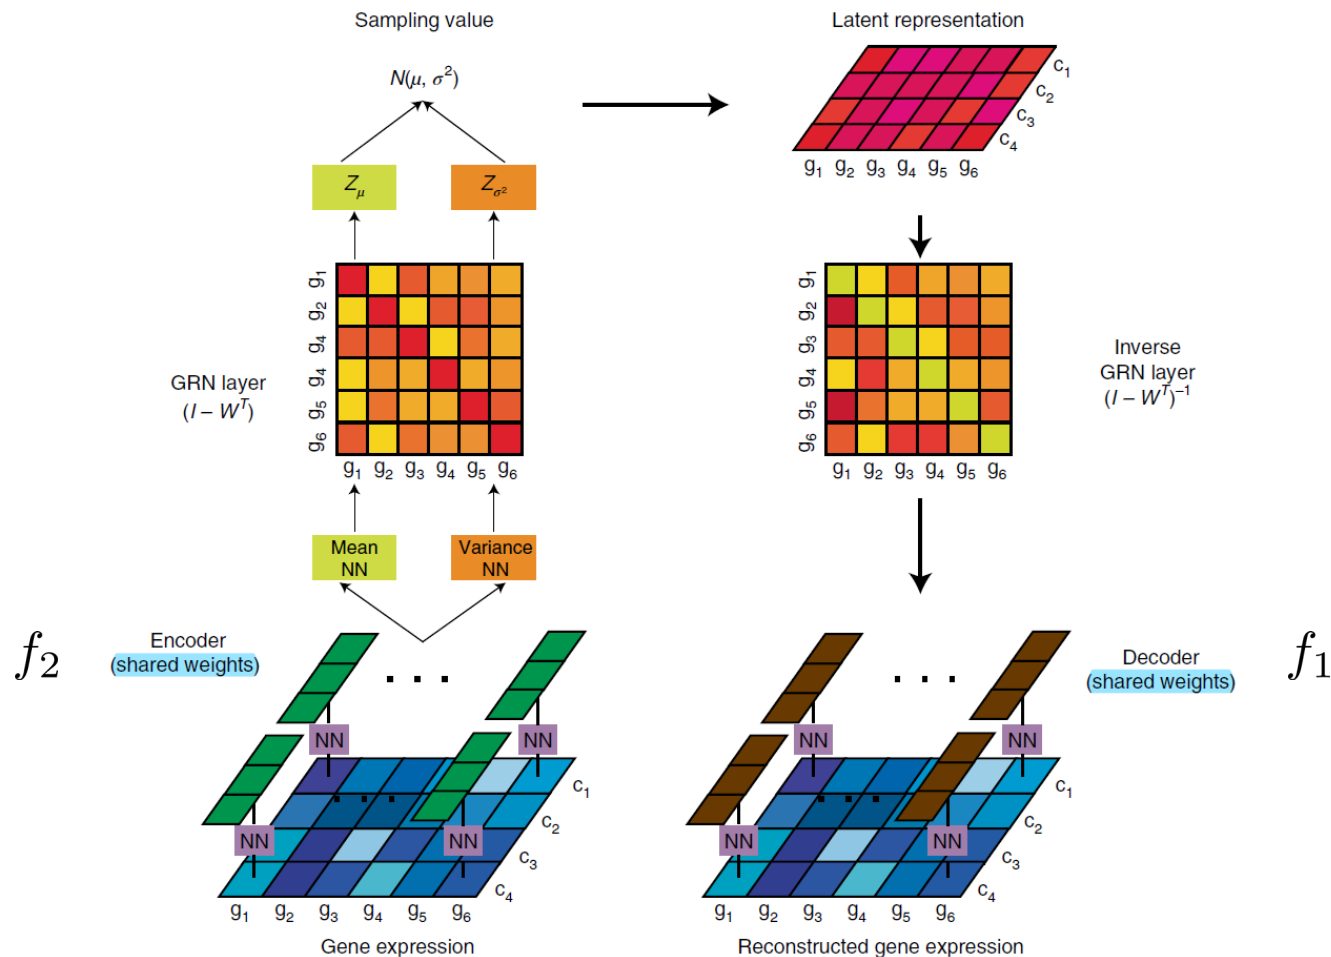 Sampling value
N(μ, σ²)
Z_μ
Z_σ²
g₁
g₂
g₄
g₄
g₅
g₆
GRN layer
(I – Wᵀ)
g₁ g₂ g₃ g₄ g₅ g₆
Mean
NN
Variance
NN
f₂
Encoder
(shared weights)
. . .
NN
NN
. . .
NN
NN
c₁
c₂
c₃
c₄
g₁ g₂ g₃ g₄ g₅ g₆
Gene expression
Latent representation
c₁
c₂
c₃
c₄
g₁ g₂ g₃ g₄ g₅ g₆
g₁
g₂
g₃
g₄
g₅
g₆
g₁ g₂ g₃ g₄ g₅ g₆
Inverse
GRN layer
(I – Wᵀ)⁻¹
Decoder
(shared weights)
f₁
. . .
NN
NN
. . .
NN
NN
c₁
c₂
c₃
c₄
g₁ g₂ g₃ g₄ g₅ g₆
Reconstructed gene expression